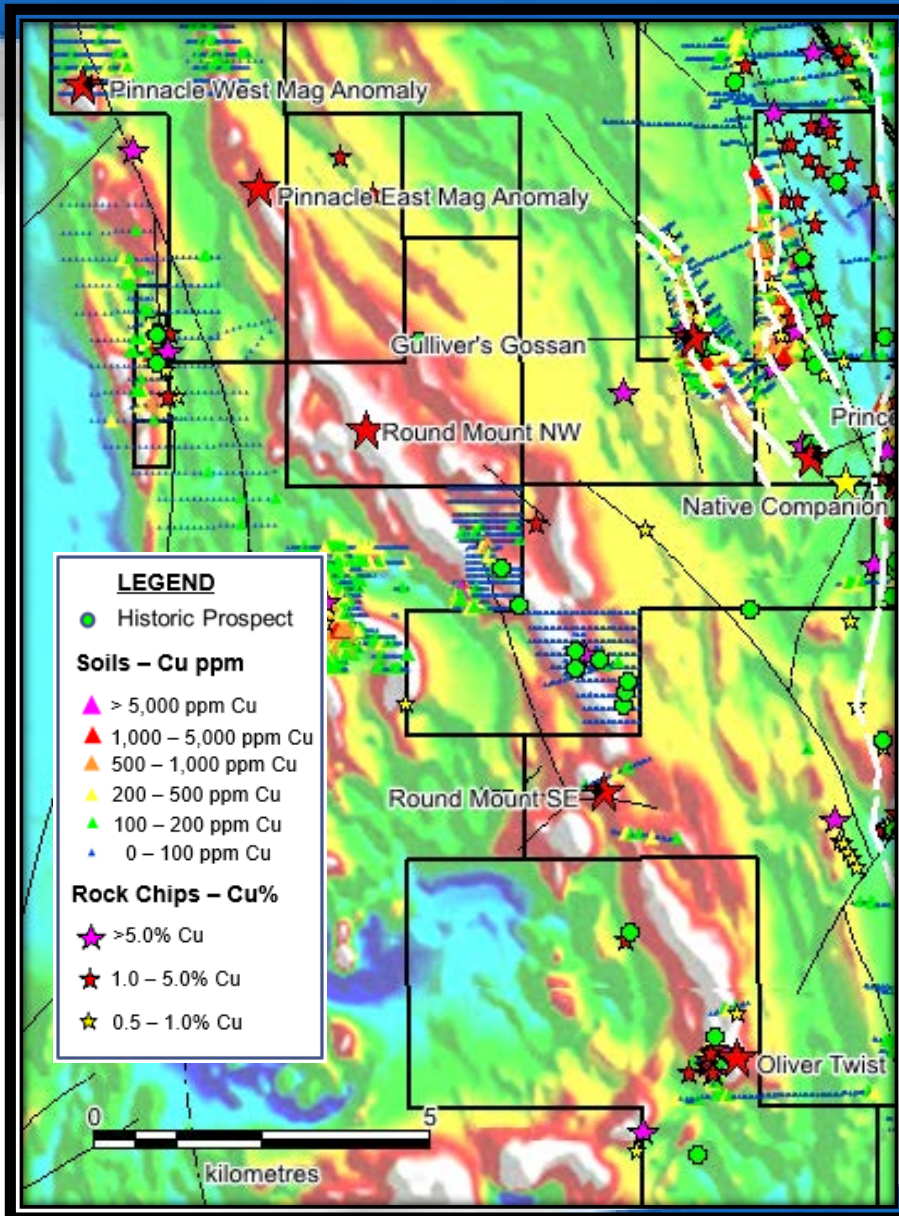 Pinnacle West Mag Anomaly
Pinnacle East Mag Anomaly
Gulliver's Gossan
Round Mount NW
Princ
Native Companion
LEGEND
Historic Prospect
Soils – Cu ppm
> 5,000 ppm Cu
1,000 – 5,000 ppm Cu
500 – 1,000 ppm Cu
200 – 500 ppm Cu
100 – 200 ppm Cu
0 – 100 ppm Cu
Rock Chips – Cu%
>5.0% Cu
1.0 – 5.0% Cu
0.5 – 1.0% Cu
Round Mount SE
Oliver Twist
0 5
kilometres